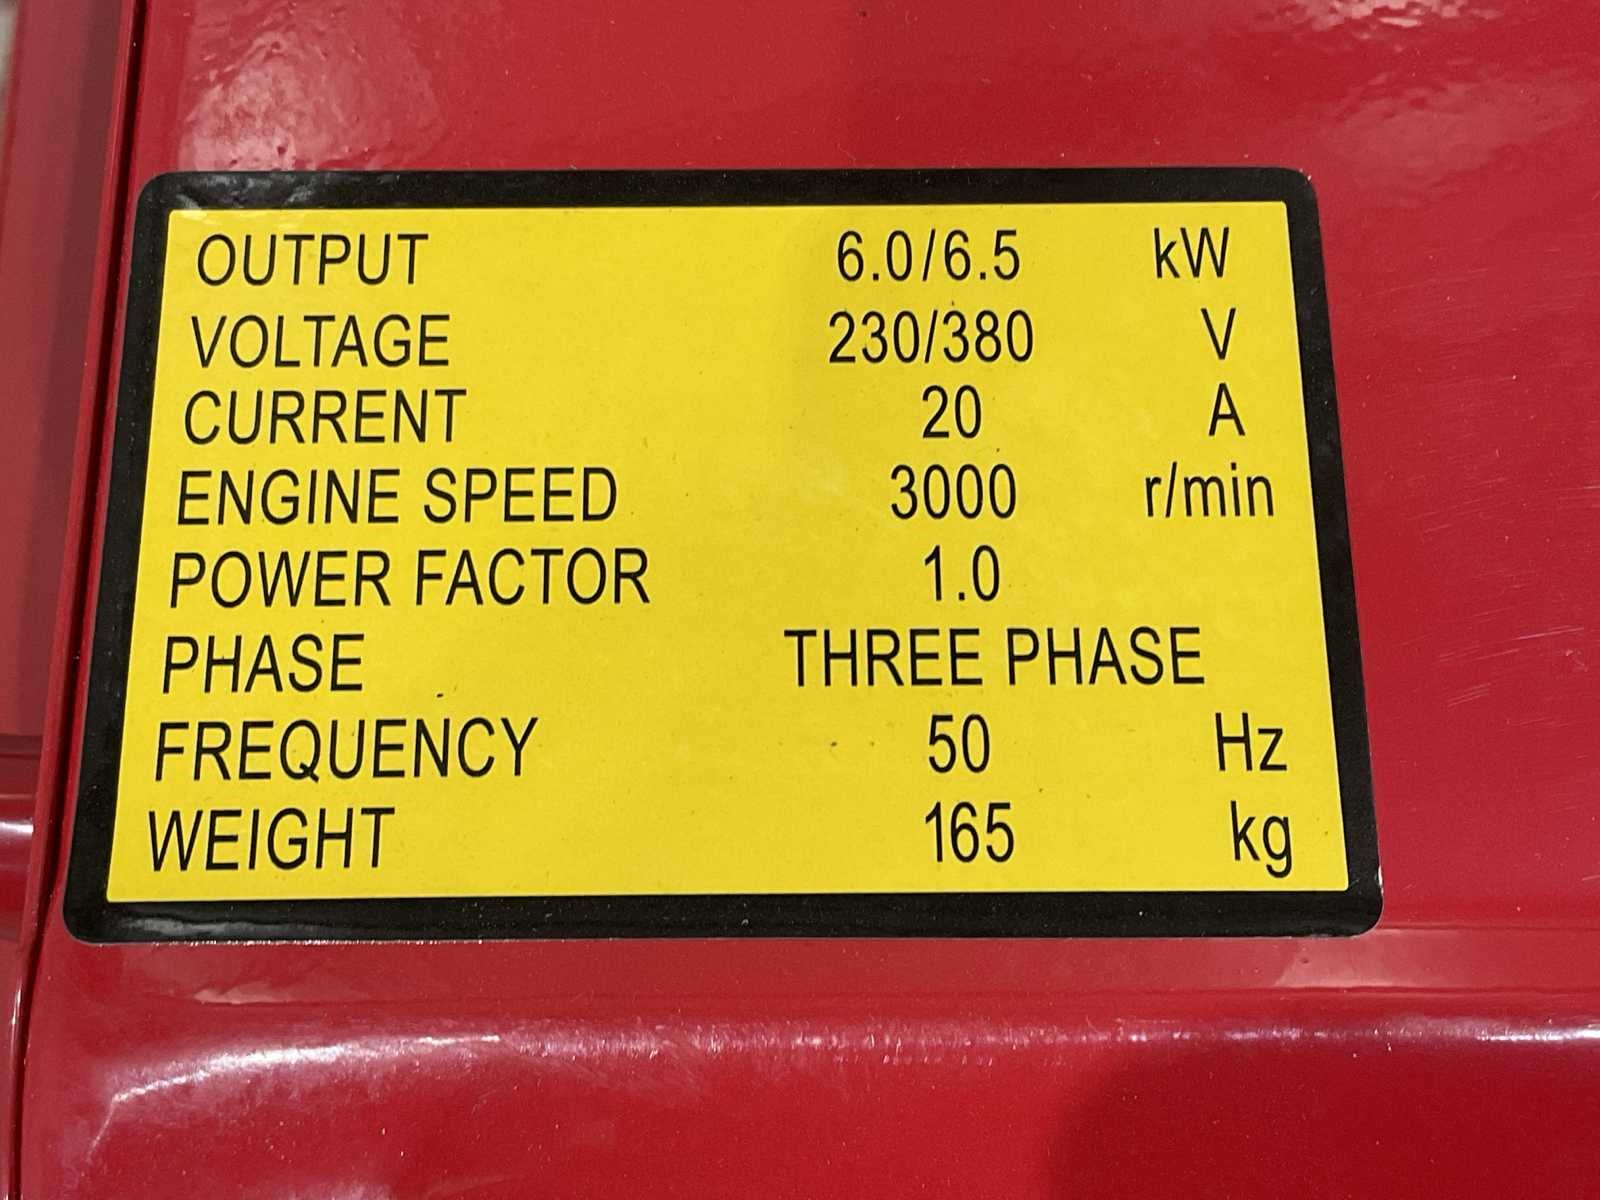 OUTPUT 6.0/6.5 kW
VOLTAGE 230/380 V
CURRENT 20 A
ENGINE SPEED 3000 r/min
POWER FACTOR 1.0
PHASE THREE PHASE
FREQUENCY 50 Hz
WEIGHT 165 kg